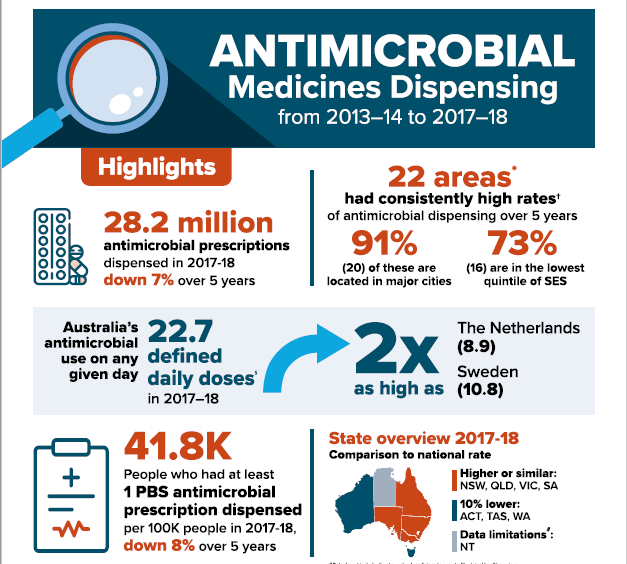 ANTIMICROBIAL
Medicines Dispensing
from 2013–14 to 2017–18
Highlights
28.2 million
antimicrobial prescriptions
dispensed in 2017-18
down 7% over 5 years
22 areas*
had consistently high rates†
of antimicrobial dispensing over 5 years
91%
(20) of these are
located in major cities
73%
(16) are in the lowest
quintile of SES
Australia's
antimicrobial
use on any
given day
22.7
defined
daily doses
in 2017–18
2x
as high as
The Netherlands
(8.9)
Sweden
(10.8)
41.8K
People who had at least
1 PBS antimicrobial
prescription dispensed
per 100K people in 2017-18,
down 8% over 5 years
State overview 2017-18
Comparison to national rate
Higher or similar:
NSW, QLD, VIC, SA
10% lower:
ACT, TAS, WA
Data limitations#:
NT